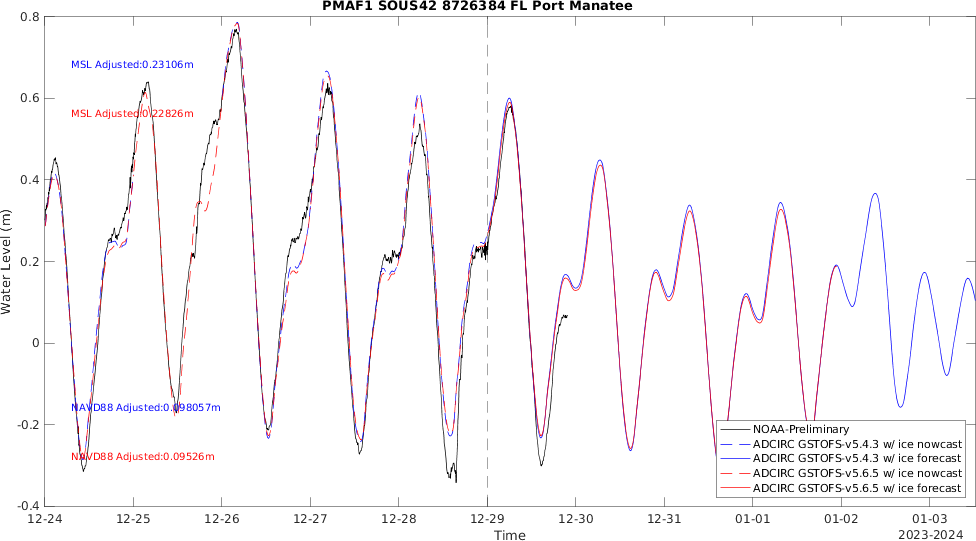 PMAF1 SOUS42 8726384 FL Port Manatee
0.8
0.6
0.4
0.2
0
-0.2
-0.4
Water Level (m)
MSL Adjusted:0.23106m
MSL Adjusted:0.22826m
NAVD88 Adjusted:0.098057m
NAVD88 Adjusted:0.09526m
NOAA-Preliminary
ADCIRC GSTOFS-v5.4.3 w/ ice nowcast
ADCIRC GSTOFS-v5.4.3 w/ ice forecast
ADCIRC GSTOFS-v5.6.5 w/ ice nowcast
ADCIRC GSTOFS-v5.6.5 w/ ice forecast
12-24 12-25 12-26 12-27 12-28 12-29 12-30 12-31 01-01 01-02 01-03
Time
2023-2024